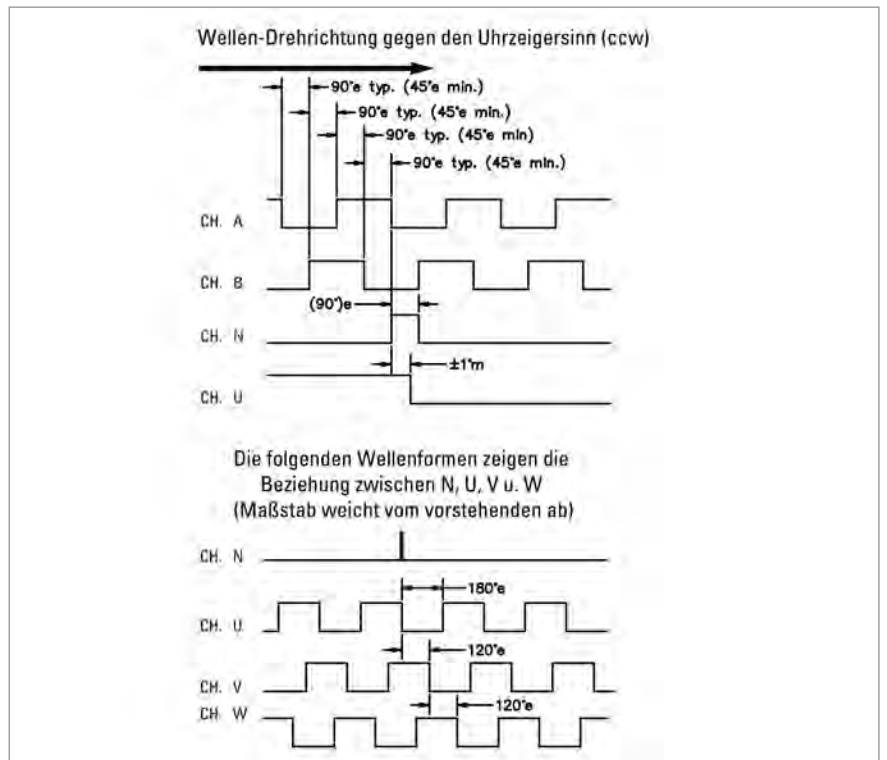 Wellen-Drehrichtung gegen den Uhrzeigersinn (ccw)
90°e typ. (45°e min.)
90°e typ. (45°e min.)
90°e typ. (45°e min)
90°e typ. (45°e min.)
CH. A
CH. B
(90°)e
CH. N
±1°m
CH. U
Die folgenden Wellenformen zeigen die
Beziehung zwischen N, U, V u. W
(Maßstab weicht vom vorstehenden ab)
CH. N
180°e
CH. U
120°e
CH. V
120°e
CH W